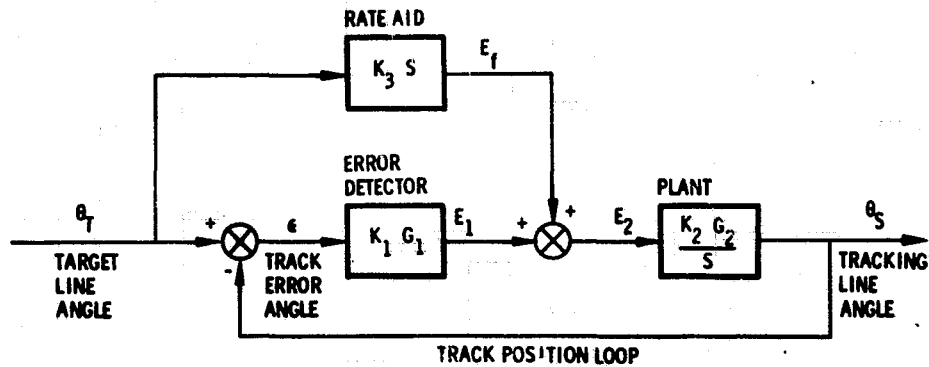 RATE AID
K3 S
Ef
ERROR
DETECTOR
PLANT
θT
+
ϵ
K1 G1
E1
+
+
E2
K2 G2
S
θS
-
TARGET
LINE
ANGLE
TRACK
ERROR
ANGLE
TRACKING
LINE
ANGLE
TRACK POSITION LOOP